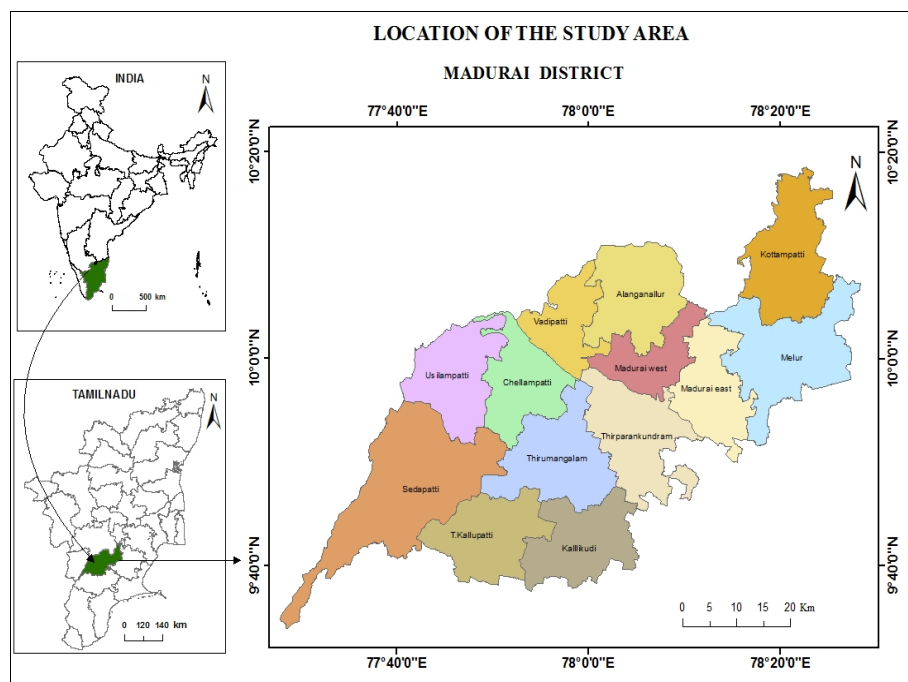 LOCATION OF THE STUDY AREA
MADURAI DISTRICT
INDIA
N
0 500 km
TAMILNADU
N
0 120 140 km
77°40'0"E 78°0'0"E 78°20'0"E
10°20'0"N 10°20'0"N
N
Kottampatti
Alanganallur
Vadipatti
10°0'0"N 10°0'0"N
Melur
Madurai west
Usilampatti
Chellampatti
Madurai east
Thirparankundram
Thirumangalam
Sedapatti
T.Kallupatti
Kalllikudi
9°40'0"N 9°40'0"N
0 5 10 20 Km
77°40'0"E 78°0'0"E 78°20'0"E